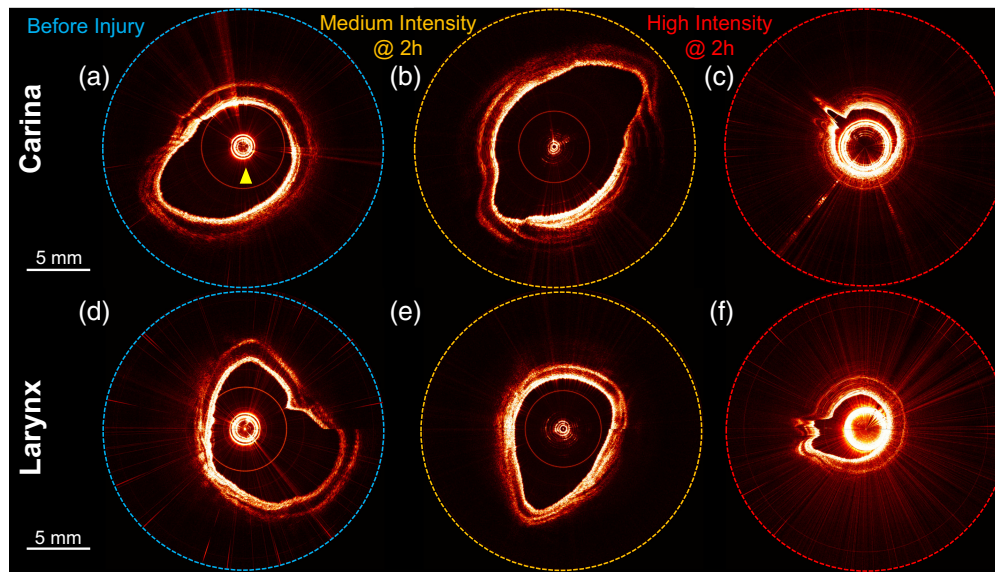 Before Injury
Medium Intensity
@ 2h
High Intensity
@ 2h
(a)
(b)
(c)
Carina
5 mm
(d)
(e)
(f)
Larynx
5 mm